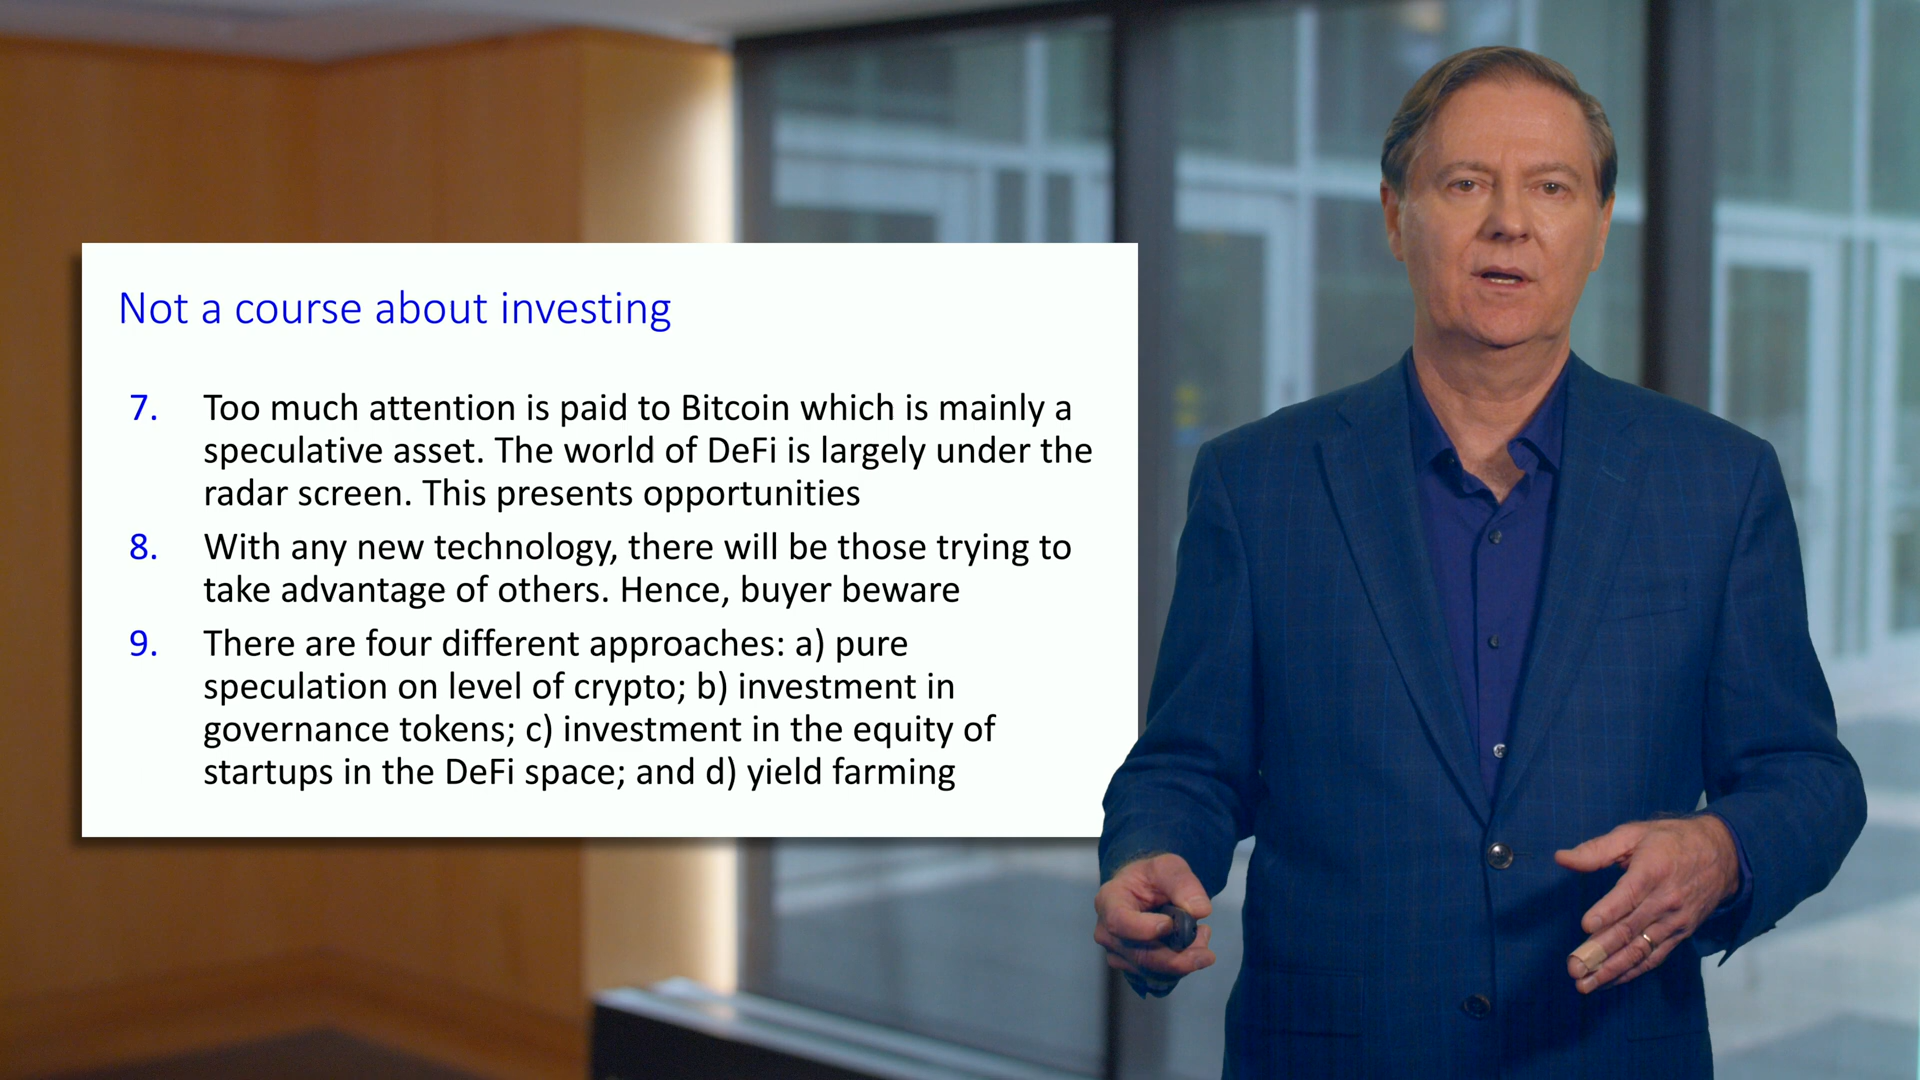 Not a course about investing
7. Too much attention is paid to Bitcoin which is mainly a
speculative asset. The world of DeFi is largely under the
radar screen. This presents opportunities
8. With any new technology, there will be those trying to
take advantage of others. Hence, buyer beware
9. There are four different approaches: a) pure
speculation on level of crypto; b) investment in
governance tokens; c) investment in the equity of
startups in the DeFi space; and d) yield farming